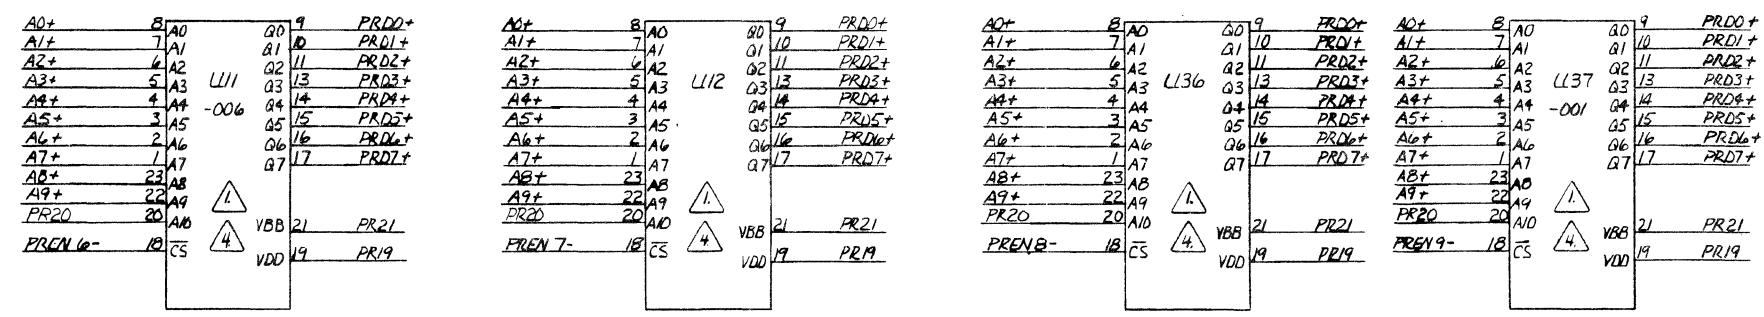 A0+ 8 A0 Q0 9 PRD0+
A1+ 7 A1 Q1 10 PRD1+
A2+ 6 A2 Q2 11 PRD2+
A3+ 5 A3 U11 Q3 13 PRD3+
A4+ 4 A4 -006 Q4 14 PRD4+
A5+ 3 A5 Q5 15 PRD5+
A6+ 2 A6 Q6 16 PRD6+
A7+ 1 A7 Q7 17 PRD7+
A8+ 23 A8
A9+ 22 A9 1.
PR20 20 A10 VBB 21 PR21
PREN6- 18 CS 4 VDD 19 PR19
A0+ 8 A0 Q0 9 PRD0+
A1+ 7 A1 Q1 10 PRD1+
A2+ 6 A2 Q2 11 PRD2+
A3+ 5 A3 U12 Q3 13 PRD3+
A4+ 4 A4 Q4 14 PRD4+
A5+ 3 A5 Q5 15 PRD5+
A6+ 2 A6 Q6 16 PRD6+
A7+ 1 A7 Q7 17 PRD7+
A8+ 23 A8
A9+ 22 A9 1.
PR20 20 A10 VBB 21 PR21
PREN7- 18 CS 4 VDD 19 PR19
A0+ 8 A0 Q0 9 PRD0+
A1+ 7 A1 Q1 10 PRD1+
A2+ 6 A2 Q2 11 PRD2+
A3+ 5 A3 U36 Q3 13 PRD3+
A4+ 4 A4 Q4 14 PRD4+
A5+ 3 A5 Q5 15 PRD5+
A6+ 2 A6 Q6 16 PRD6+
A7+ 1 A7 Q7 17 PRD7+
A8+ 23 A8
A9+ 22 A9 1.
PR20 20 A10 VBB 21 PR21
PREN8- 18 CS 4. VDD 19 PR19
A0+ 8 A0 Q0 9 PRD0+
A1+ 7 A1 Q1 10 PRD1+
A2+ 6 A2 Q2 11 PRD2+
A3+ 5 A3 U37 Q3 13 PRD3+
A4+ 4 A4 -001 Q4 14 PRD4+
A5+ 3 A5 Q5 15 PRD5+
A6+ 2 A6 Q6 16 PRD6+
A7+ 1 A7 Q7 17 PRD7+
A8+ 23 A8
A9+ 22 A9 1.
PR20 20 A10 VBB 21 PR21
PREN9- 18 CS 4. VDD 19 PR19